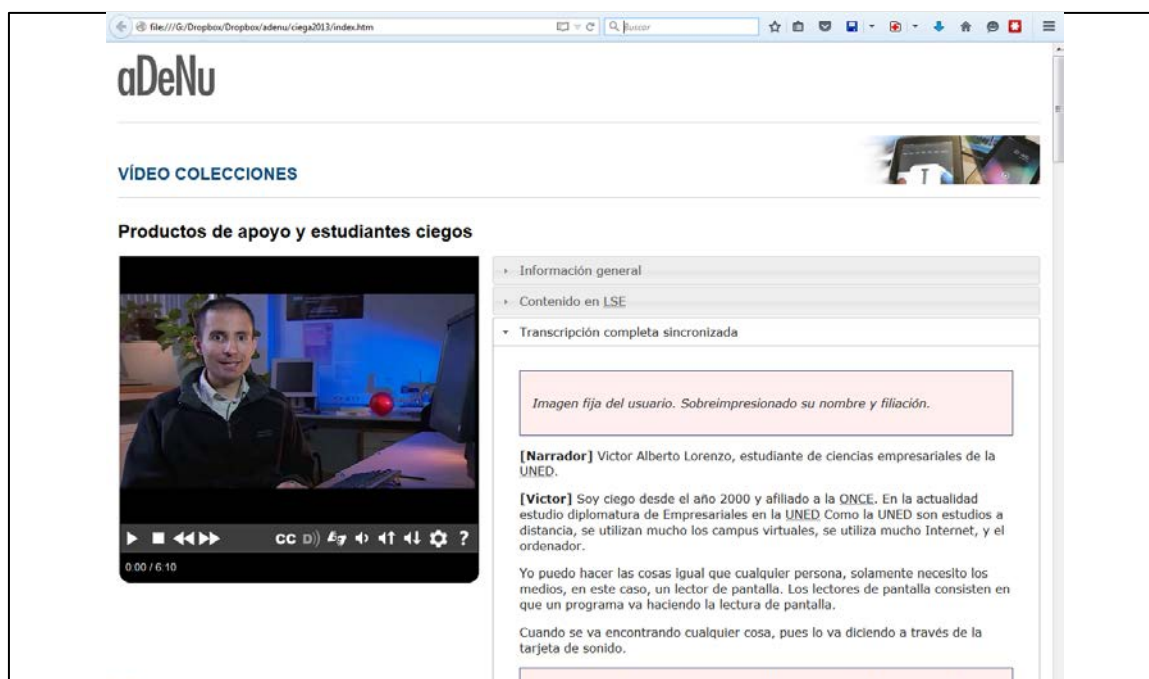 file:///G:/Dropbox/Dropbox/adenu/ciega2013/index.htm
Buscar
aDeNu
VÍDEO COLECCIONES
Productos de apoyo y estudiantes ciegos
CC D))
?
0:00 / 6:10
Información general
Contenido en LSE
Transcripción completa sincronizada
Imagen fija del usuario. Sobreimpresionado su nombre y filiación.
[Narrador] Victor Alberto Lorenzo, estudiante de ciencias empresariales de la
UNED.
[Victor] Soy ciego desde el año 2000 y afiliado a la ONCE. En la actualidad
estudio diplomatura de Empresariales en la UNED Como la UNED son estudios a
distancia, se utilizan mucho los campus virtuales, se utiliza mucho Internet, y el
ordenador.
Yo puedo hacer las cosas igual que cualquier persona, solamente necesito los
medios, en este caso, un lector de pantalla. Los lectores de pantalla consisten en
que un programa va haciendo la lectura de pantalla.
Cuando se va encontrando cualquier cosa, pues lo va diciendo a través de la
tarjeta de sonido.